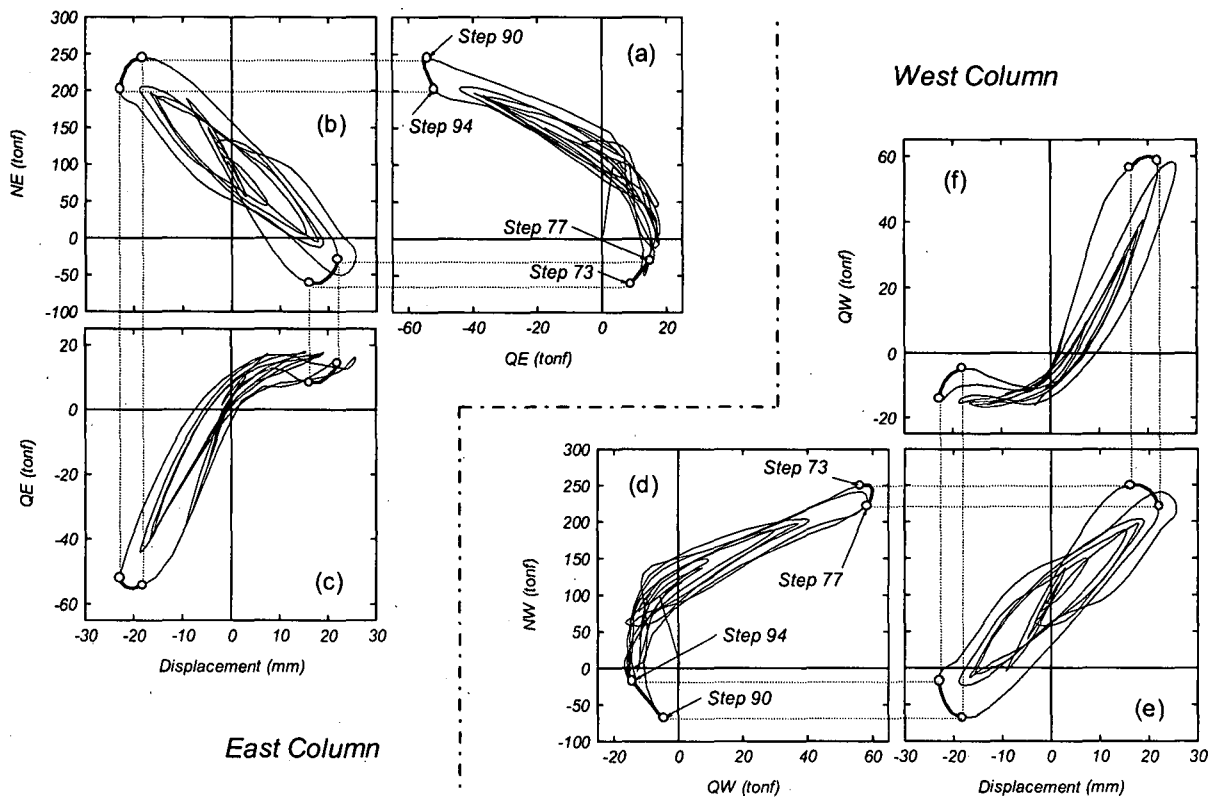 300
250
200
150
100
50
0
-50
-100
NE (tonf)
(b)
Step 90
Step 94
(a)
Step 77
Step 73
-60
-40
-20
0
20
QE (tonf)
20
0
-20
-40
-60
QE (tonf)
(c)
-30
-20
-10
0
10
20
30
Displacement (mm)
East Column
West Column
60
40
20
0
-20
QW (tonf)
(f)
300
250
200
150
100
50
0
-50
-100
NW (tonf)
(d)
Step 73
Step 77
Step 94
Step 90
-20
0
20
40
60
QW (tonf)
(e)
-30
-20
-10
0
10
20
30
Displacement (mm)